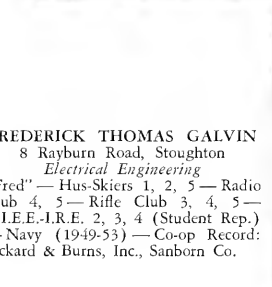 REDERICK THOMAS GALVIN
8 Rayburn Road, Stoughton
Electrical Engineering
red" — Hus-Skiers 1, 2, 5 — Radio
ub 4, 5 — Rifle Club 3, 4, 5 —
I.E.E.-I.R.E. 2, 3, 4 (Student Rep.)
- Navy (1949-53) — Co-op Record:
ckard & Burns, Inc., Sanborn Co.